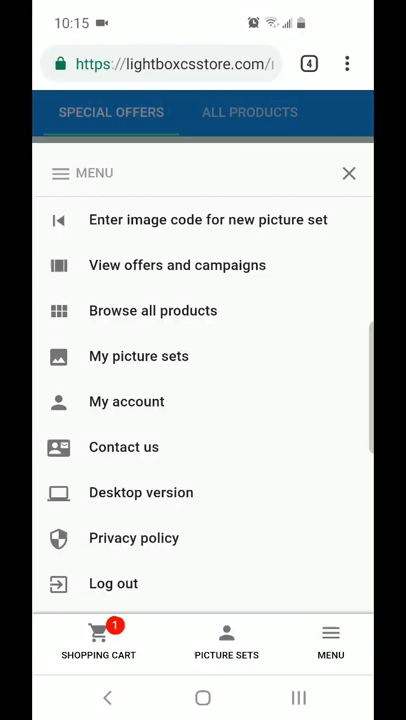 10:15
https://lightboxcsstore.com/
4
SPECIAL OFFERS ALL PRODUCTS
MENU
Enter image code for new picture set
View offers and campaigns
Browse all products
My picture sets
My account
Contact us
Desktop version
Privacy policy
Log out
1
SHOPPING CART PICTURE SETS MENU